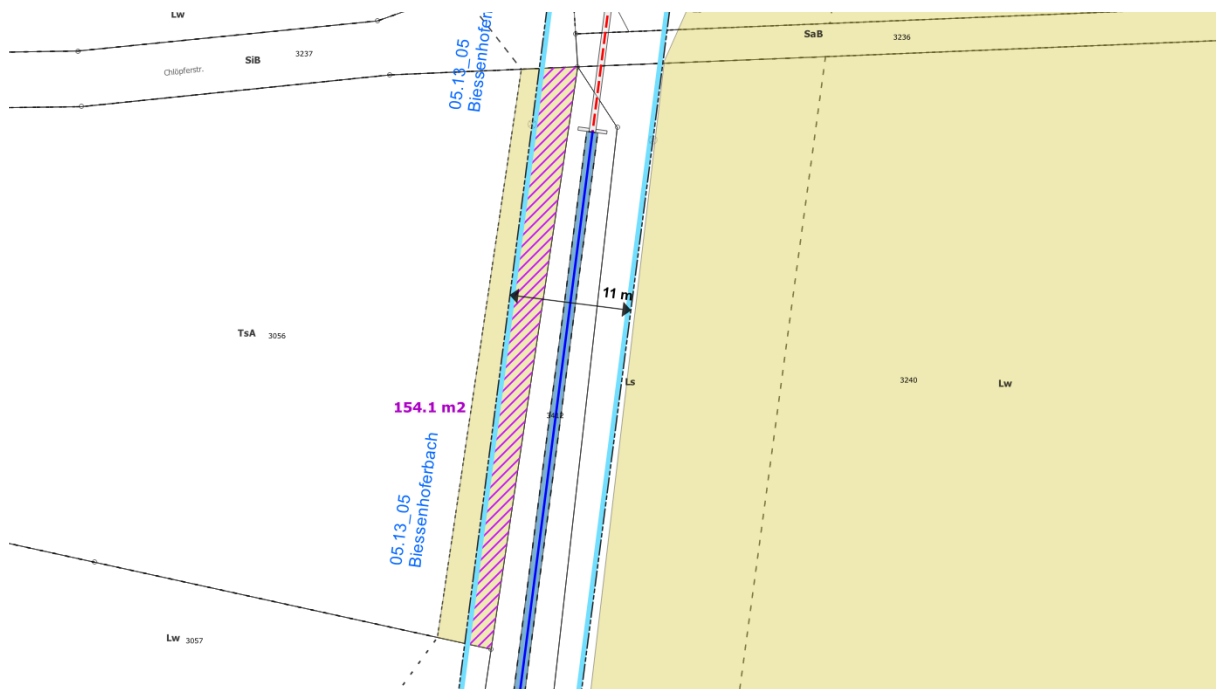 Lw
SiB
3237
Chlöpferstr.
SaB
3236
05.13_05
Biessenhoferb
11 m
TsA
3056
3240
Lw
Ls
154.1 m2
3412
05.13_05
Biessenhoferbach
Lw
3057